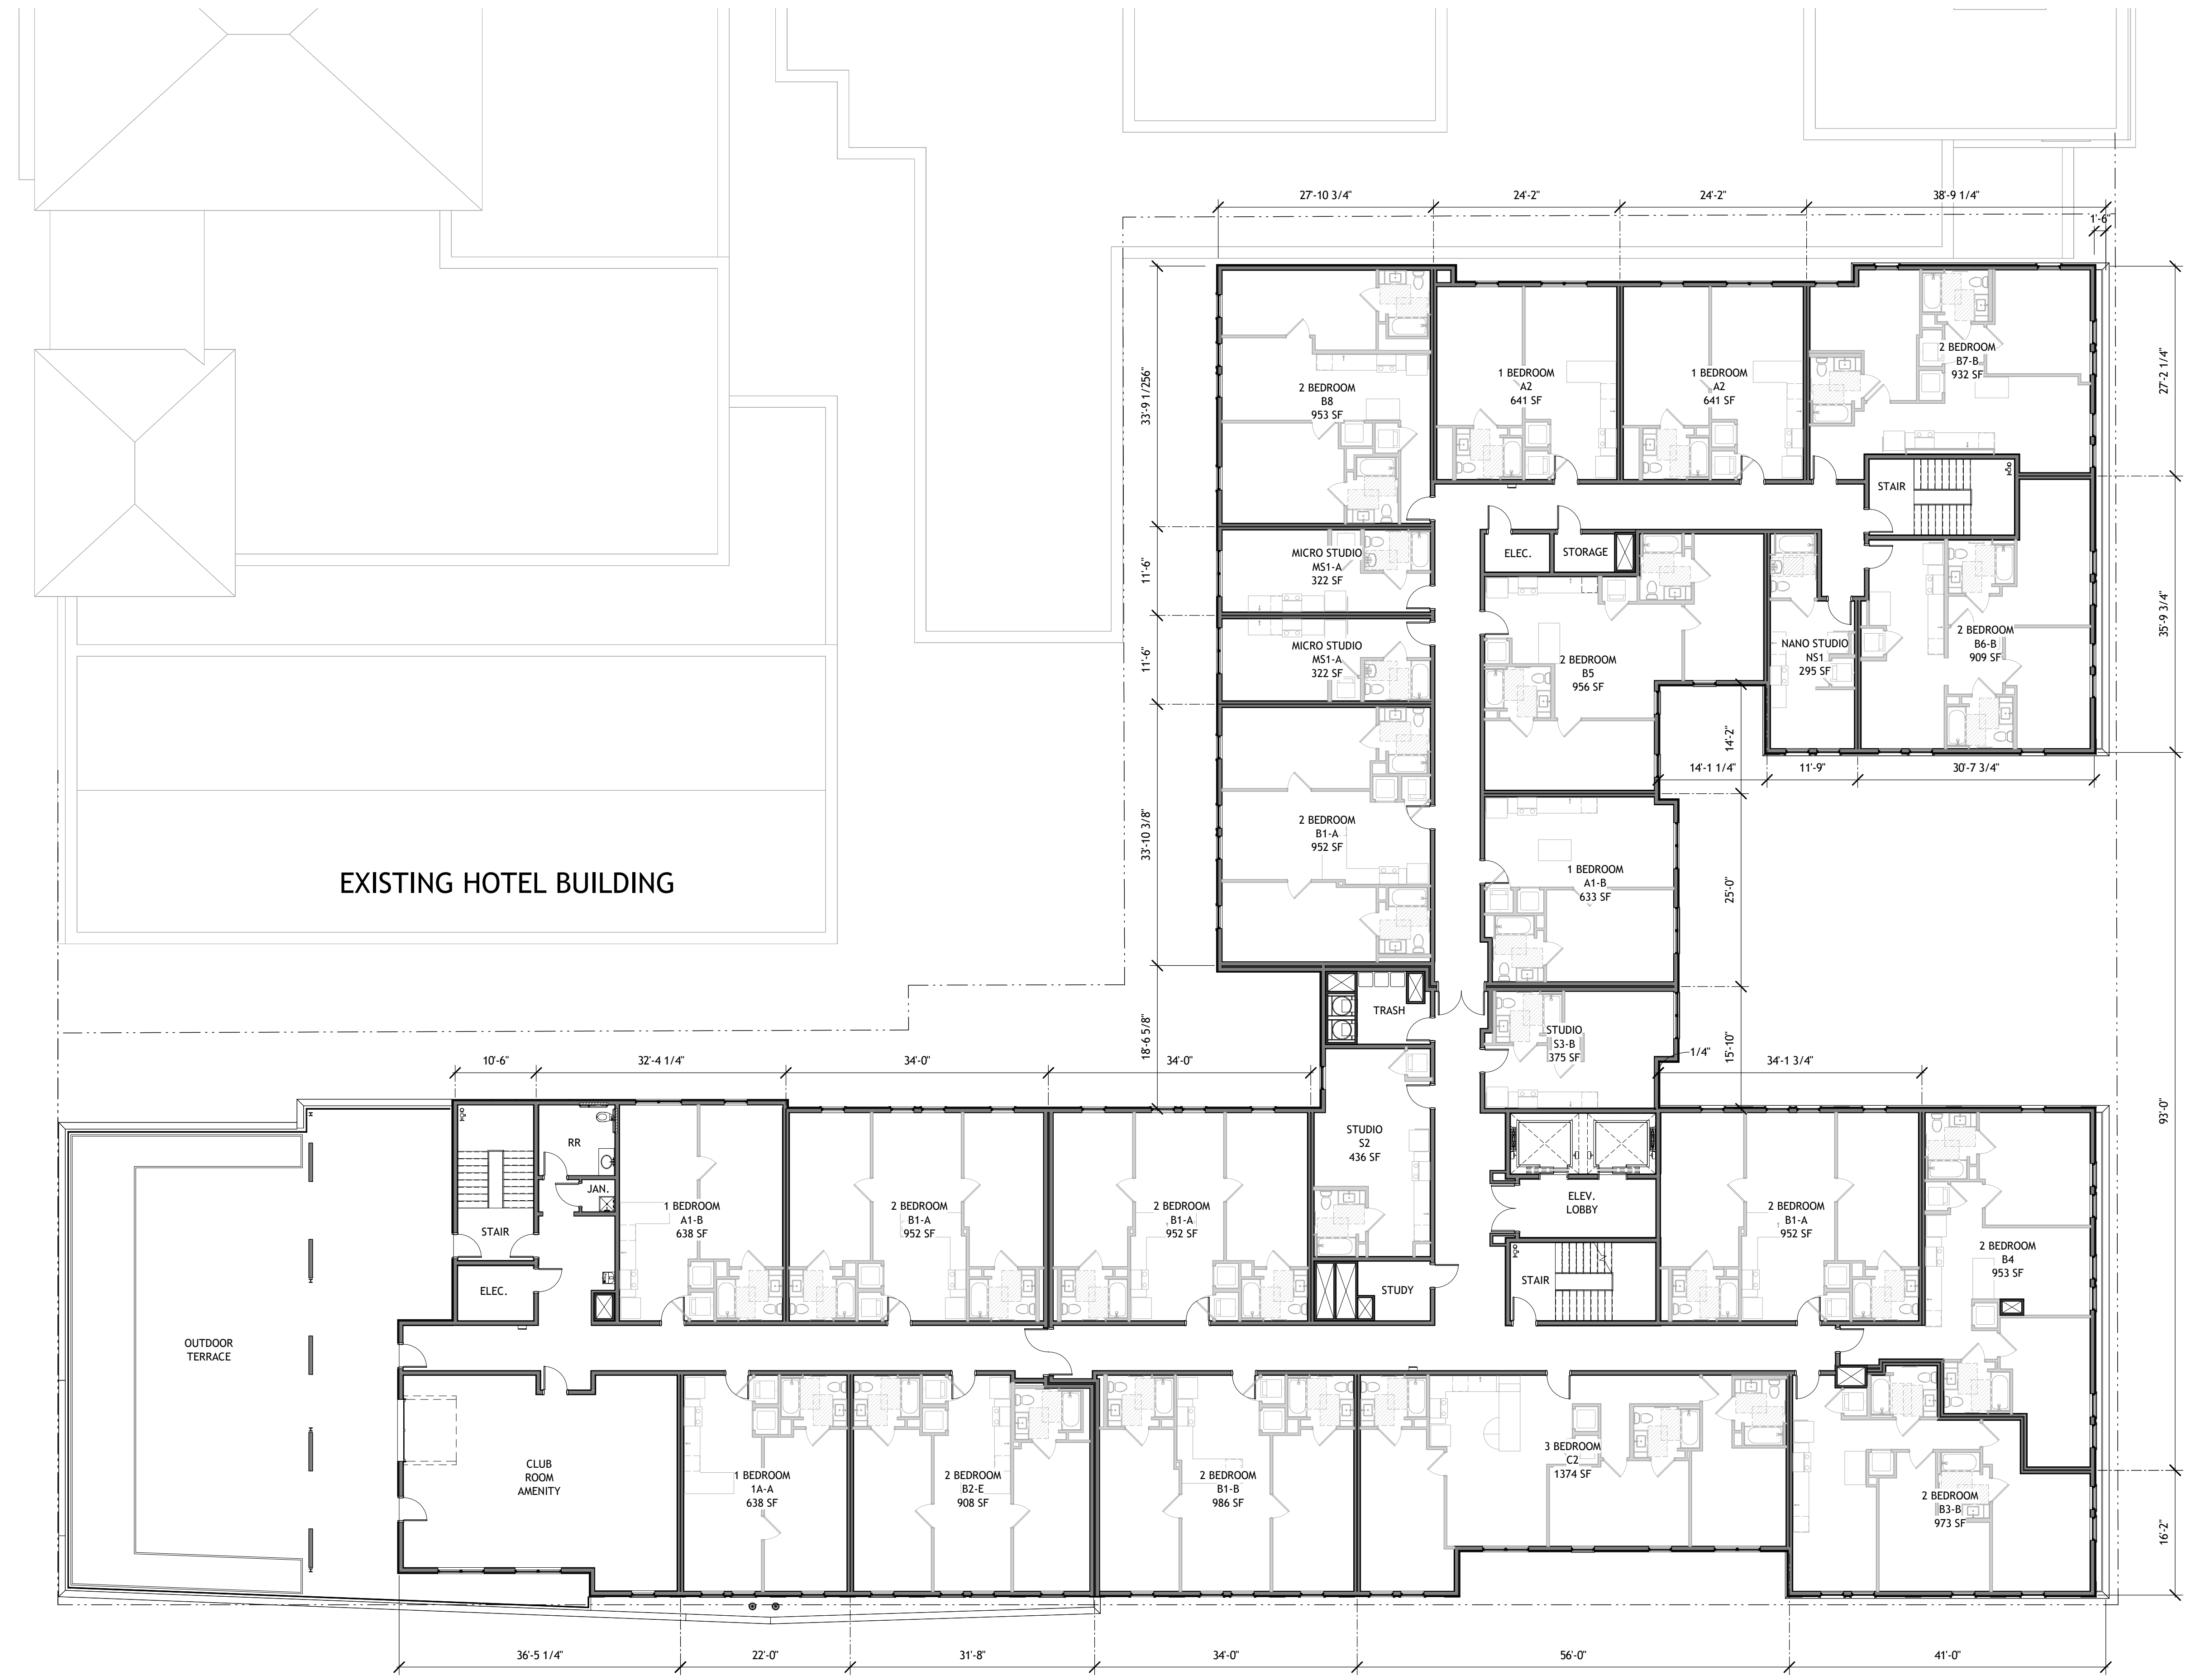 27'-10 3/4"
24'-2"
24'-2"
38'-9 1/4"
1'-6"
33'-9 1/256"
27'-2 1/4"
2 BEDROOM
B8
953 SF
1 BEDROOM
A2
641 SF
1 BEDROOM
A2
641 SF
2 BEDROOM
B7-B
932 SF
STAIR
ELEC.
STORAGE
11'-6"
MICRO STUDIO
MS1-A
322 SF
11'-6"
MICRO STUDIO
MS1-A
322 SF
2 BEDROOM
B5
956 SF
NANO STUDIO
NS1
295 SF
2 BEDROOM
B6-B
909 SF
35'-9 3/4"
14'-2"
14'-1 1/4"
11'-9"
30'-7 3/4"
33'-10 3/8"
2 BEDROOM
B1-A
952 SF
EXISTING HOTEL BUILDING
1 BEDROOM
A1-B
633 SF
25'-0"
TRASH
18'-6 5/8"
STUDIO
S3-B
375 SF
1/4"
15'-10"
10'-6"
32'-4 1/4"
34'-0"
34'-0"
34'-1 3/4"
93'-0"
RR
JAN.
STAIR
ELEC.
1 BEDROOM
A1-B
638 SF
2 BEDROOM
B1-A
952 SF
2 BEDROOM
B1-A
952 SF
STUDIO
S2
436 SF
STUDY
ELEV.
LOBBY
STAIR
2 BEDROOM
B1-A
952 SF
2 BEDROOM
B4
953 SF
OUTDOOR
TERRACE
CLUB
ROOM
AMENITY
1 BEDROOM
1A-A
638 SF
2 BEDROOM
B2-E
908 SF
2 BEDROOM
B1-B
986 SF
3 BEDROOM
C2
1374 SF
2 BEDROOM
B3-B
973 SF
16'-2"
36'-5 1/4"
22'-0"
31'-8"
34'-0"
56'-0"
41'-0"